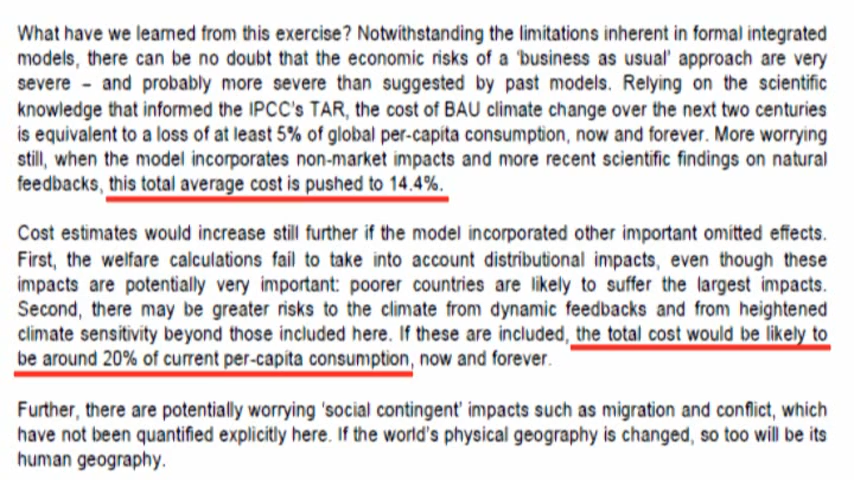 What have we learned from this exercise? Notwithstanding the limitations inherent in formal integrated
models, there can be no doubt that the economic risks of a 'business as usual' approach are very
severe – and probably more severe than suggested by past models. Relying on the scientific
knowledge that informed the IPCC's TAR, the cost of BAU climate change over the next two centuries
is equivalent to a loss of at least 5% of global per-capita consumption, now and forever. More worrying
still, when the model incorporates non-market impacts and more recent scientific findings on natural
feedbacks, this total average cost is pushed to 14.4%.
Cost estimates would increase still further if the model incorporated other important omitted effects.
First, the welfare calculations fail to take into account distributional impacts, even though these
impacts are potentially very important: poorer countries are likely to suffer the largest impacts.
Second, there may be greater risks to the climate from dynamic feedbacks and from heightened
climate sensitivity beyond those included here. If these are included, the total cost would be likely to
be around 20% of current per-capita consumption, now and forever.
Further, there are potentially worrying 'social contingent' impacts such as migration and conflict, which
have not been quantified explicitly here. If the world's physical geography is changed, so too will be its
human geography.